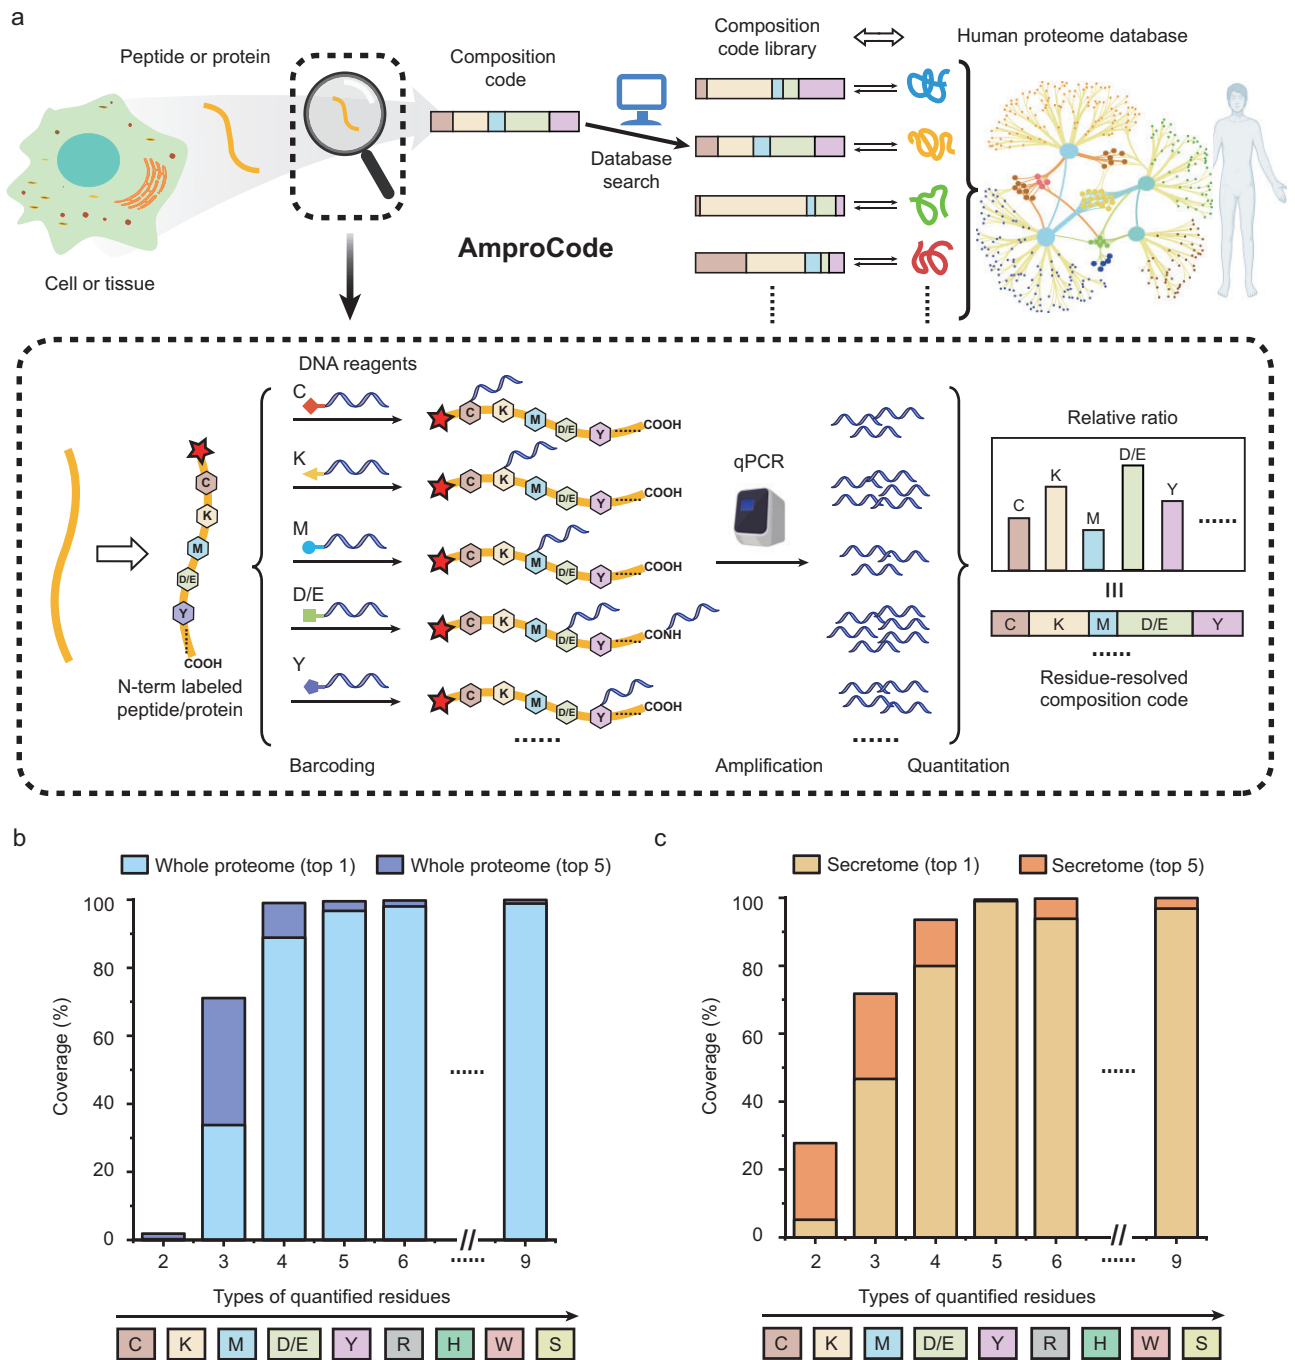 a
Peptide or protein
Cell or tissue
Composition
code
Database
search
Composition
code library
Human proteome database
AmproCode
DNA reagents
C
K
M
D/E
Y
C
K
M
D/E
Y
COOH
N-term labeled
peptide/protein
C K M D/E Y COOH
C K M D/E Y COOH
C K M D/E Y COOH
C K M D/E Y CONH
C K M D/E Y COOH
......
Barcoding
qPCR
Amplification
......
Quantitation
Relative ratio
C
K
M
D/E
Y
......
C K M D/E Y
......
Residue-resolved
composition code
b
Whole proteome (top 1)
Whole proteome (top 5)
Coverage (%)
100
80
60
40
20
0
......
2 3 4 5 6 // ...... 9
Types of quantified residues
C K M D/E Y R H W S
c
Secretome (top 1)
Secretome (top 5)
Coverage (%)
100
80
60
40
20
0
......
2 3 4 5 6 // ...... 9
Types of quantified residues
C K M D/E Y R H W S